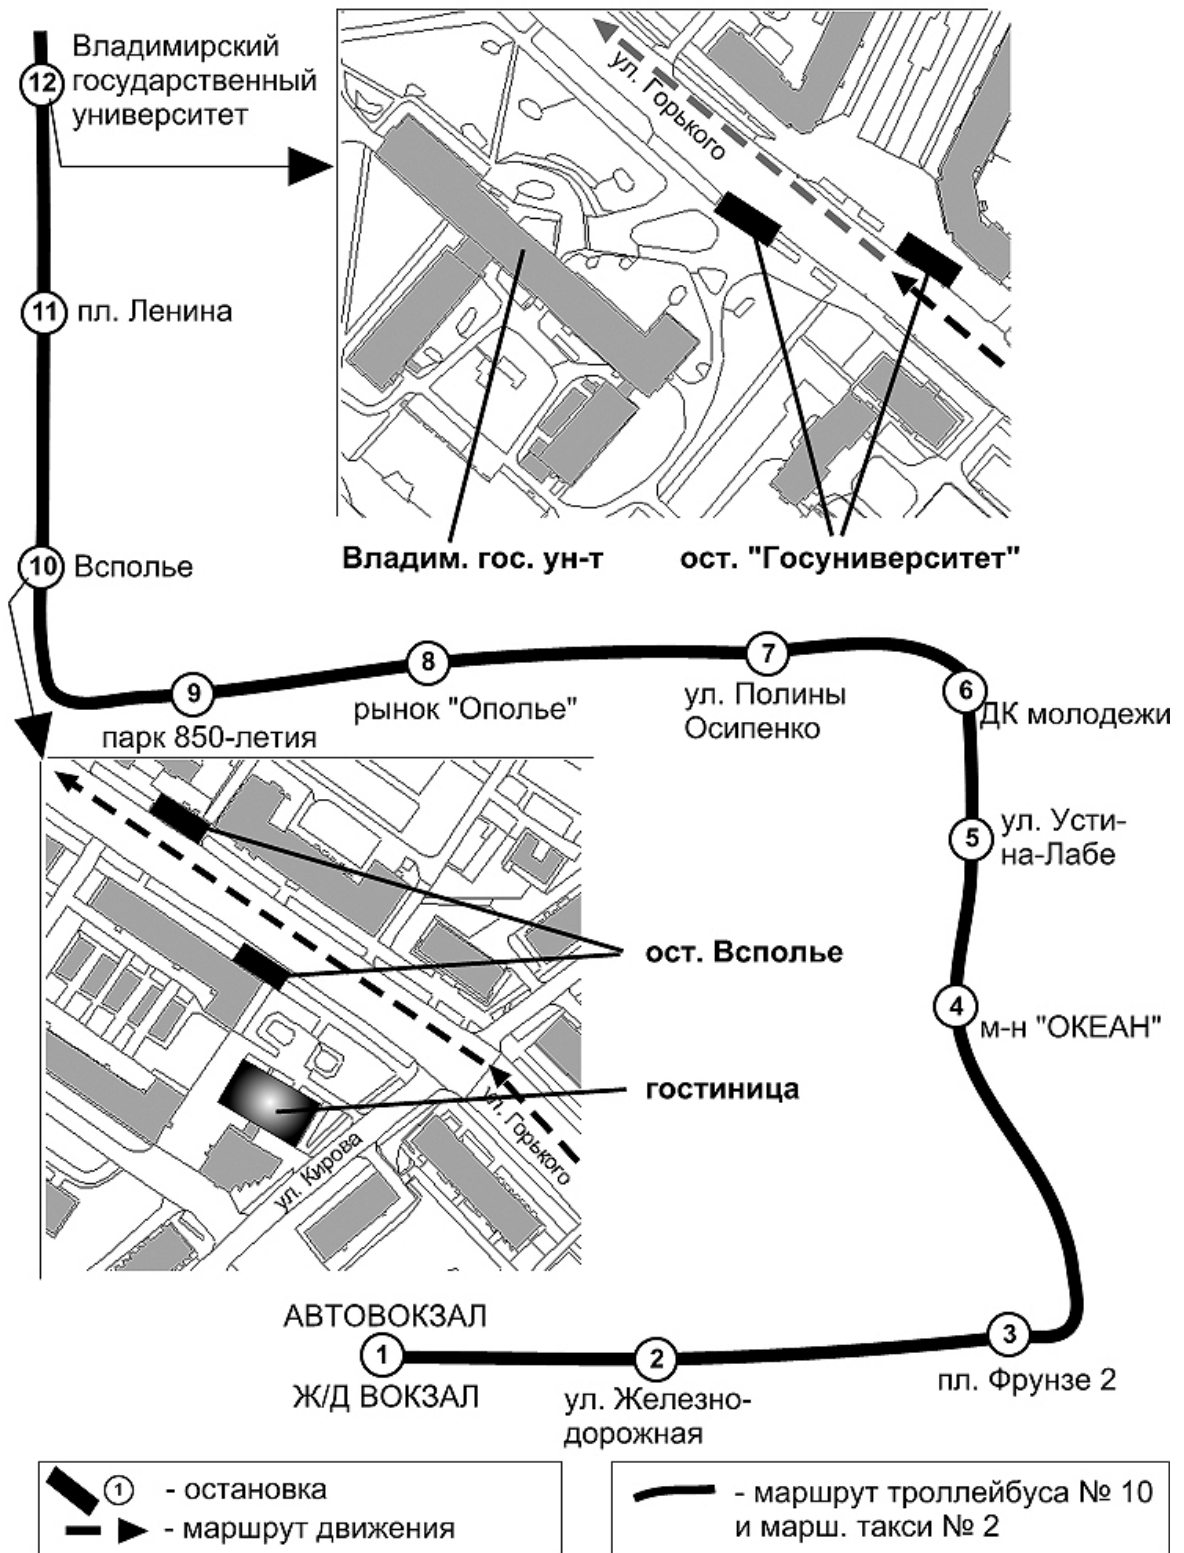 12
Владимирский
государственный
университет
ул. Горького
11
пл. Ленина
Владим. гос. ун-т
ост. "Госуниверситет"
10
Всполье
9
парк 850-летия
8
рынок "Ополье"
7
ул. Полины
Осипенко
6
ДК молодежи
5
ул. Усти-
на-Лабе
ост. Всполье
4
м-н "ОКЕАН"
гостиница
ул. Горького
ул. Кирова
АВТОВОКЗАЛ
1
Ж/Д ВОКЗАЛ
2
ул. Железно-
дорожная
3
пл. Фрунзе 2
1 - остановка
- маршрут движения
- маршрут троллейбуса № 10
и марш. такси № 2